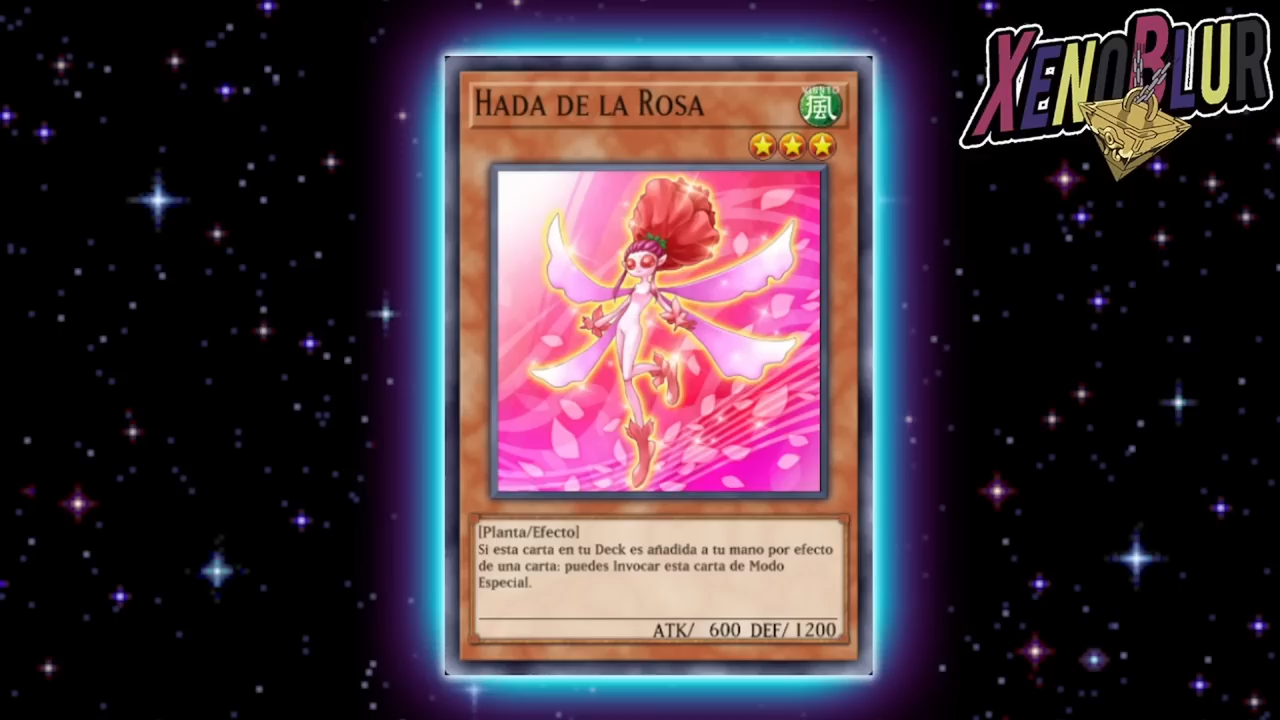 XENOBLUR
HADA DE LA ROSA
VIENTO
風
[Planta/Efecto]
Si esta carta en tu Deck es añadida a tu mano por efecto
de una carta: puedes Invocar esta carta de Modo
Especial.
ATK/ 600 DEF/ 1200